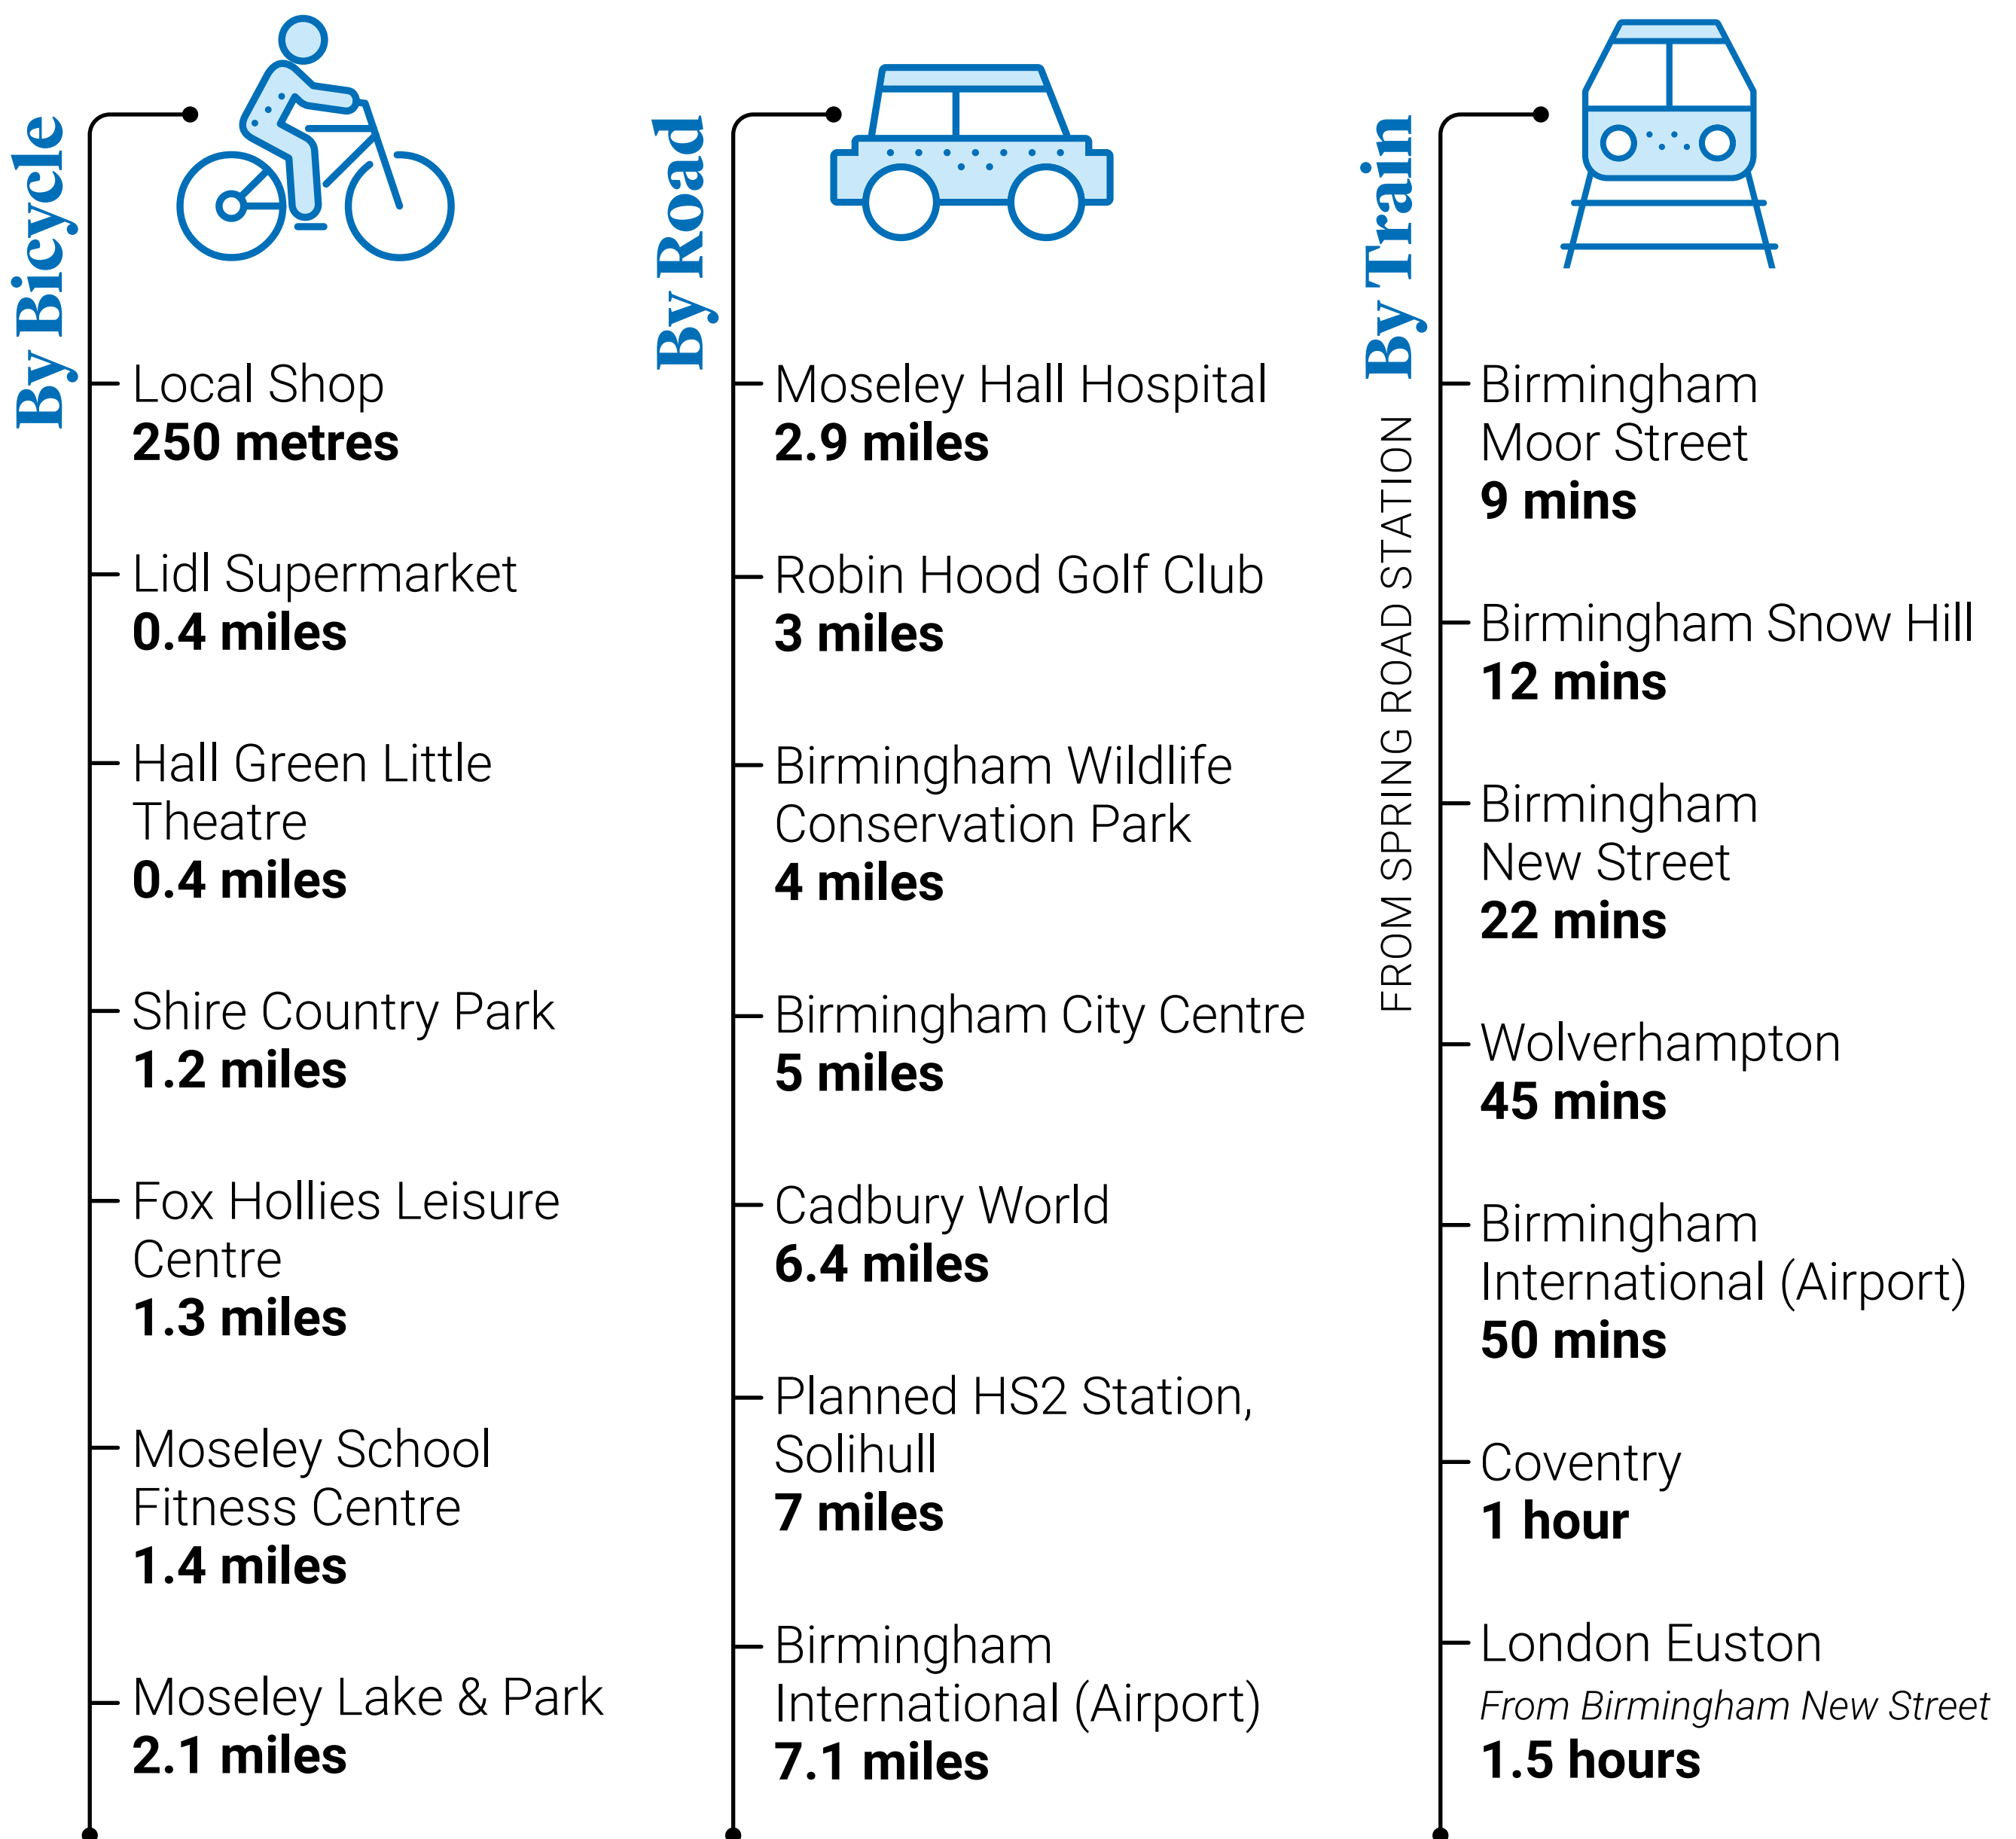 By Bicycle
Local Shop
250 metres
Lidl Supermarket
0.4 miles
Hall Green Little
Theatre
0.4 miles
Shire Country Park
1.2 miles
Fox Hollies Leisure
Centre
1.3 miles
Moseley School
Fitness Centre
1.4 miles
Moseley Lake & Park
2.1 miles
By Road
Moseley Hall Hospital
2.9 miles
Robin Hood Golf Club
3 miles
Birmingham Wildlife
Conservation Park
4 miles
Birmingham City Centre
5 miles
Cadbury World
6.4 miles
Planned HS2 Station,
Solihull
7 miles
Birmingham
International (Airport)
7.1 miles
By Train
FROM SPRING ROAD STATION
Birmingham
Moor Street
9 mins
Birmingham Snow Hill
12 mins
Birmingham
New Street
22 mins
Wolverhampton
45 mins
Birmingham
International (Airport)
50 mins
Coventry
1 hour
London Euston
From Birmingham New Street
1.5 hours